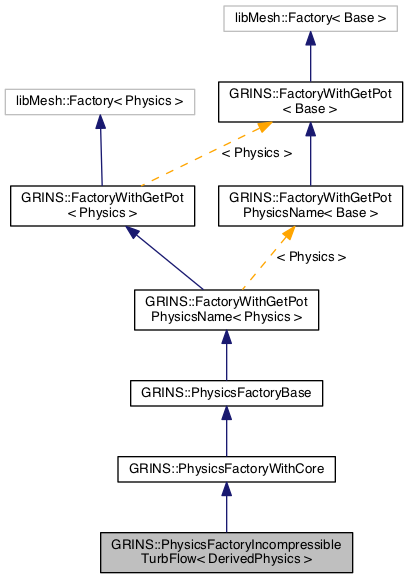 libMesh::Factory< Base >
GRINS::FactoryWithGetPot
< Base >
libMesh::Factory< Physics >
< Physics >
GRINS::FactoryWithGetPot
< Physics >
GRINS::FactoryWithGetPot
PhysicsName< Base >
< Physics >
GRINS::FactoryWithGetPot
PhysicsName< Physics >
GRINS::PhysicsFactoryBase
GRINS::PhysicsFactoryWithCore
GRINS::PhysicsFactoryIncompressible
TurbFlow< DerivedPhysics >